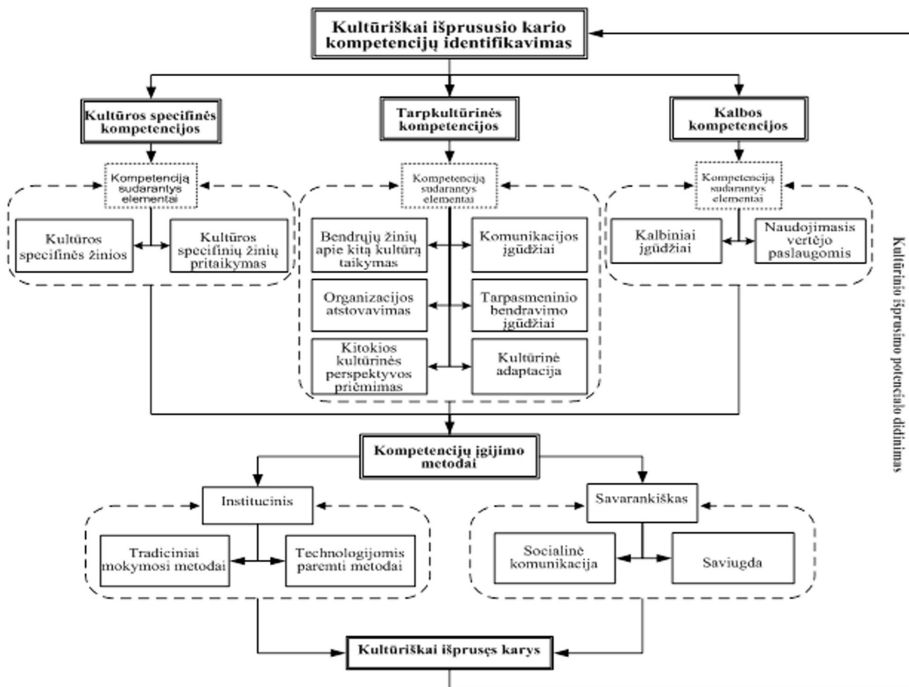 Kultūriškai išprususio kario
kompetencijų identifikavimas
Kultūros specifinės
kompetencijos
Tarpkultūrinės
kompetencijos
Kalbos
kompetencijos
Kompetenciją
sudarantys
elementai
Kompetenciją
sudarantys
elementai
Kompetenciją
sudarantys
elementai
Kultūros
specifinės žinios
Kultūros
specifinių žinių
pritaikymas
Bendrųjų žinių
apie kitą kultūrą
taikymas
Komunikacijos
įgūdžiai
Organizacijos
atstovavimas
Tarpasmeninio
bendravimo
įgūdžiai
Kitokios
kultūrinės
perspektyvos
priėmimas
Kultūrinė
adaptacija
Kalbiniai
įgūdžiai
Naudojimasis
vertėjo
paslaugomis
Kultūrinio išprusimo potencialo didinimas
Kompetencijų įgijimo
metodai
Institucinis
Savarankiškas
Tradiciniai
mokymosi metodai
Technologijomis
paremti metodai
Socialinė
komunikacija
Saviugda
Kultūriškai išprusęs karys